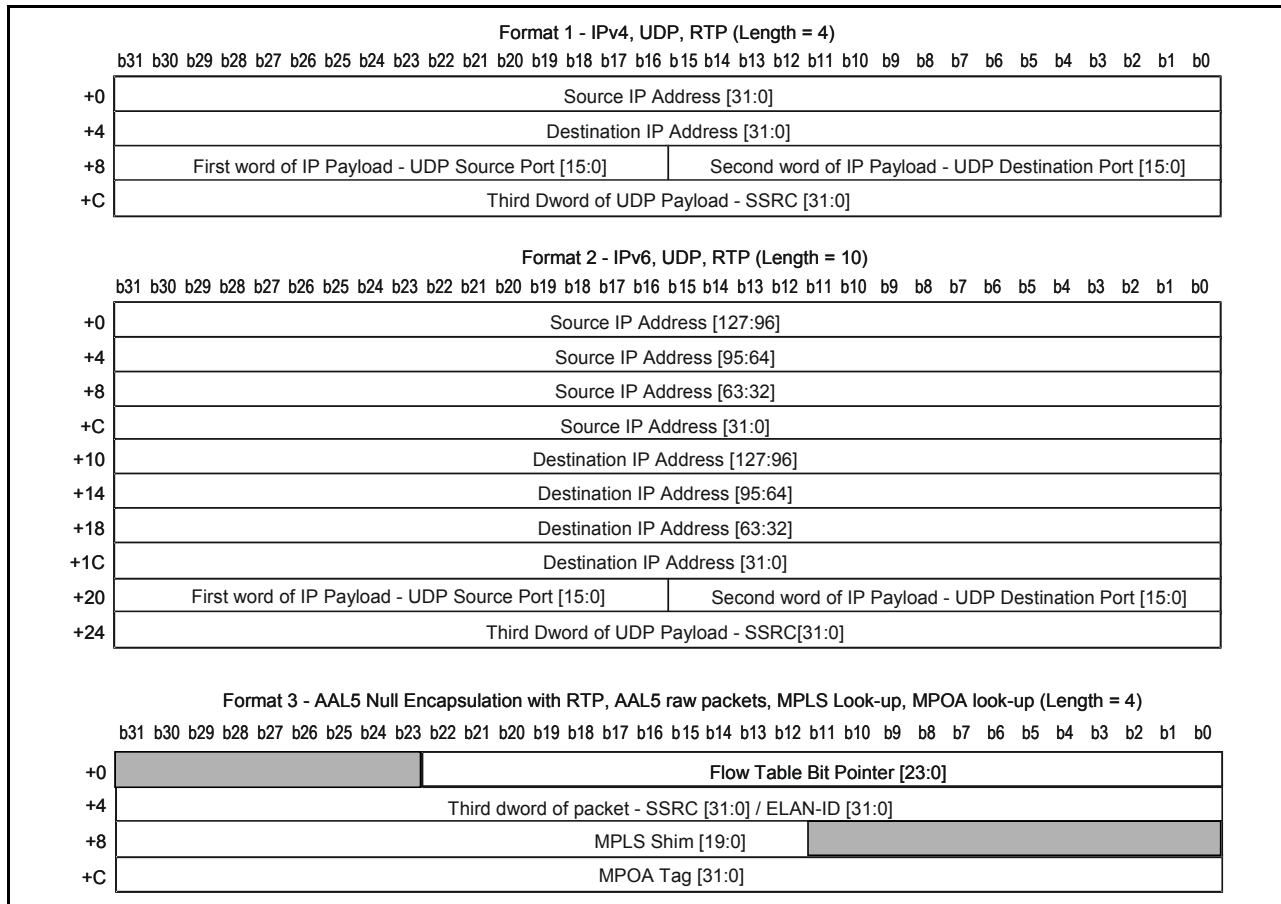 Format 1 - IPv4, UDP, RTP (Length = 4)
b31 b30 b29 b28 b27 b26 b25 b24 b23 b22 b21 b20 b19 b18 b17 b16 b15 b14 b13 b12 b11 b10 b9 b8 b7 b6 b5 b4 b3 b2 b1 b0
+0 Source IP Address [31:0]
+4 Destination IP Address [31:0]
+8 First word of IP Payload - UDP Source Port [15:0] Second word of IP Payload - UDP Destination Port [15:0]
+C Third Dword of UDP Payload - SSRC [31:0]
Format 2 - IPv6, UDP, RTP (Length = 10)
b31 b30 b29 b28 b27 b26 b25 b24 b23 b22 b21 b20 b19 b18 b17 b16 b15 b14 b13 b12 b11 b10 b9 b8 b7 b6 b5 b4 b3 b2 b1 b0
+0 Source IP Address [127:96]
+4 Source IP Address [95:64]
+8 Source IP Address [63:32]
+C Source IP Address [31:0]
+10 Destination IP Address [127:96]
+14 Destination IP Address [95:64]
+18 Destination IP Address [63:32]
+1C Destination IP Address [31:0]
+20 First word of IP Payload - UDP Source Port [15:0] Second word of IP Payload - UDP Destination Port [15:0]
+24 Third Dword of UDP Payload - SSRC[31:0]
Format 3 - AAL5 Null Encapsulation with RTP, AAL5 raw packets, MPLS Look-up, MPOA look-up (Length = 4)
b31 b30 b29 b28 b27 b26 b25 b24 b23 b22 b21 b20 b19 b18 b17 b16 b15 b14 b13 b12 b11 b10 b9 b8 b7 b6 b5 b4 b3 b2 b1 b0
+0 Flow Table Bit Pointer [23:0]
+4 Third dword of packet - SSRC [31:0] / ELAN-ID [31:0]
+8 MPLS Shim [19:0]
+C MPOA Tag [31:0]